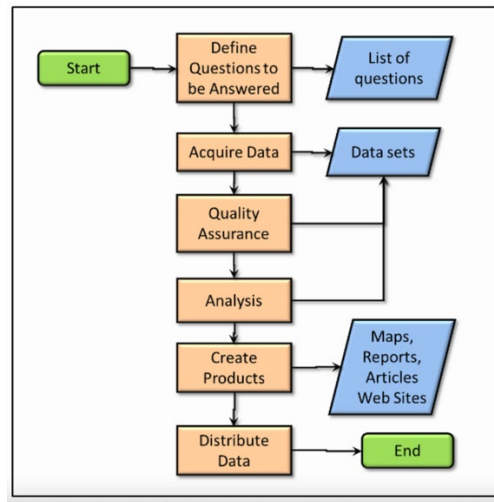 Start
Define
Questions to
be Answered
List of
questions
Acquire Data
Data sets
Quality
Assurance
Analysis
Create
Products
Maps,
Reports,
Articles
Web Sites
Distribute
Data
End